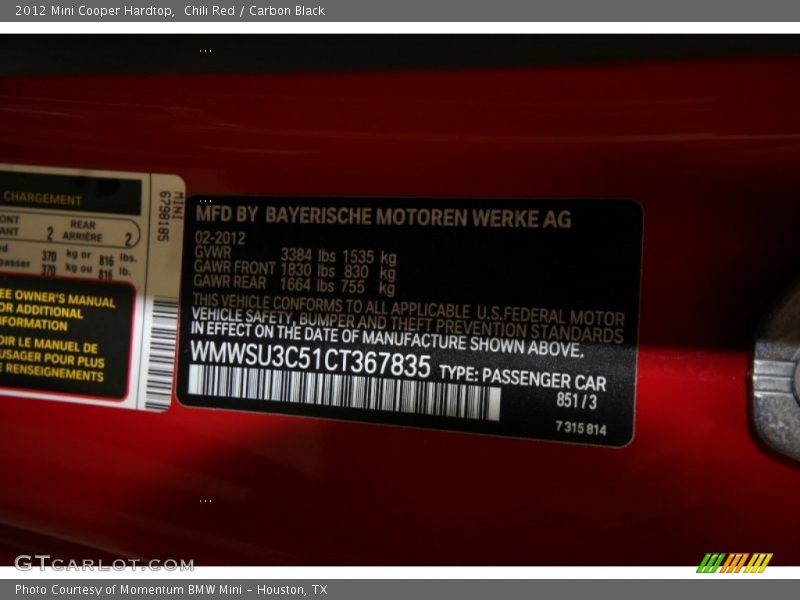 2012 Mini Cooper Hardtop,  Chili Red / Carbon Black
CHARGEMENT
REAR
2 ARRIÈRE 2
370 kg or 816 lbs.
370 kg ou 816 lb.
EE OWNER'S MANUAL
OR ADDITIONAL
NFORMATION
OIR LE MANUEL DE
USAGER POUR PLUS
E RENSEIGNEMENTS
MINI
6798185
MFD BY BAYERISCHE MOTOREN WERKE AG
02-2012
GVWR 3384 lbs 1535 kg
GAWR FRONT 1830 lbs 830 kg
GAWR REAR 1664 lbs 755 kg
THIS VEHICLE CONFORMS TO ALL APPLICABLE U.S.FEDERAL MOTOR
VEHICLE SAFETY, BUMPER AND THEFT PREVENTION STANDARDS
IN EFFECT ON THE DATE OF MANUFACTURE SHOWN ABOVE.
WMWSU3C51CT367835 TYPE: PASSENGER CAR
851/3
7 315 814
GTCARLOT.COM
Photo Courtesy of Momentum BMW Mini - Houston, TX